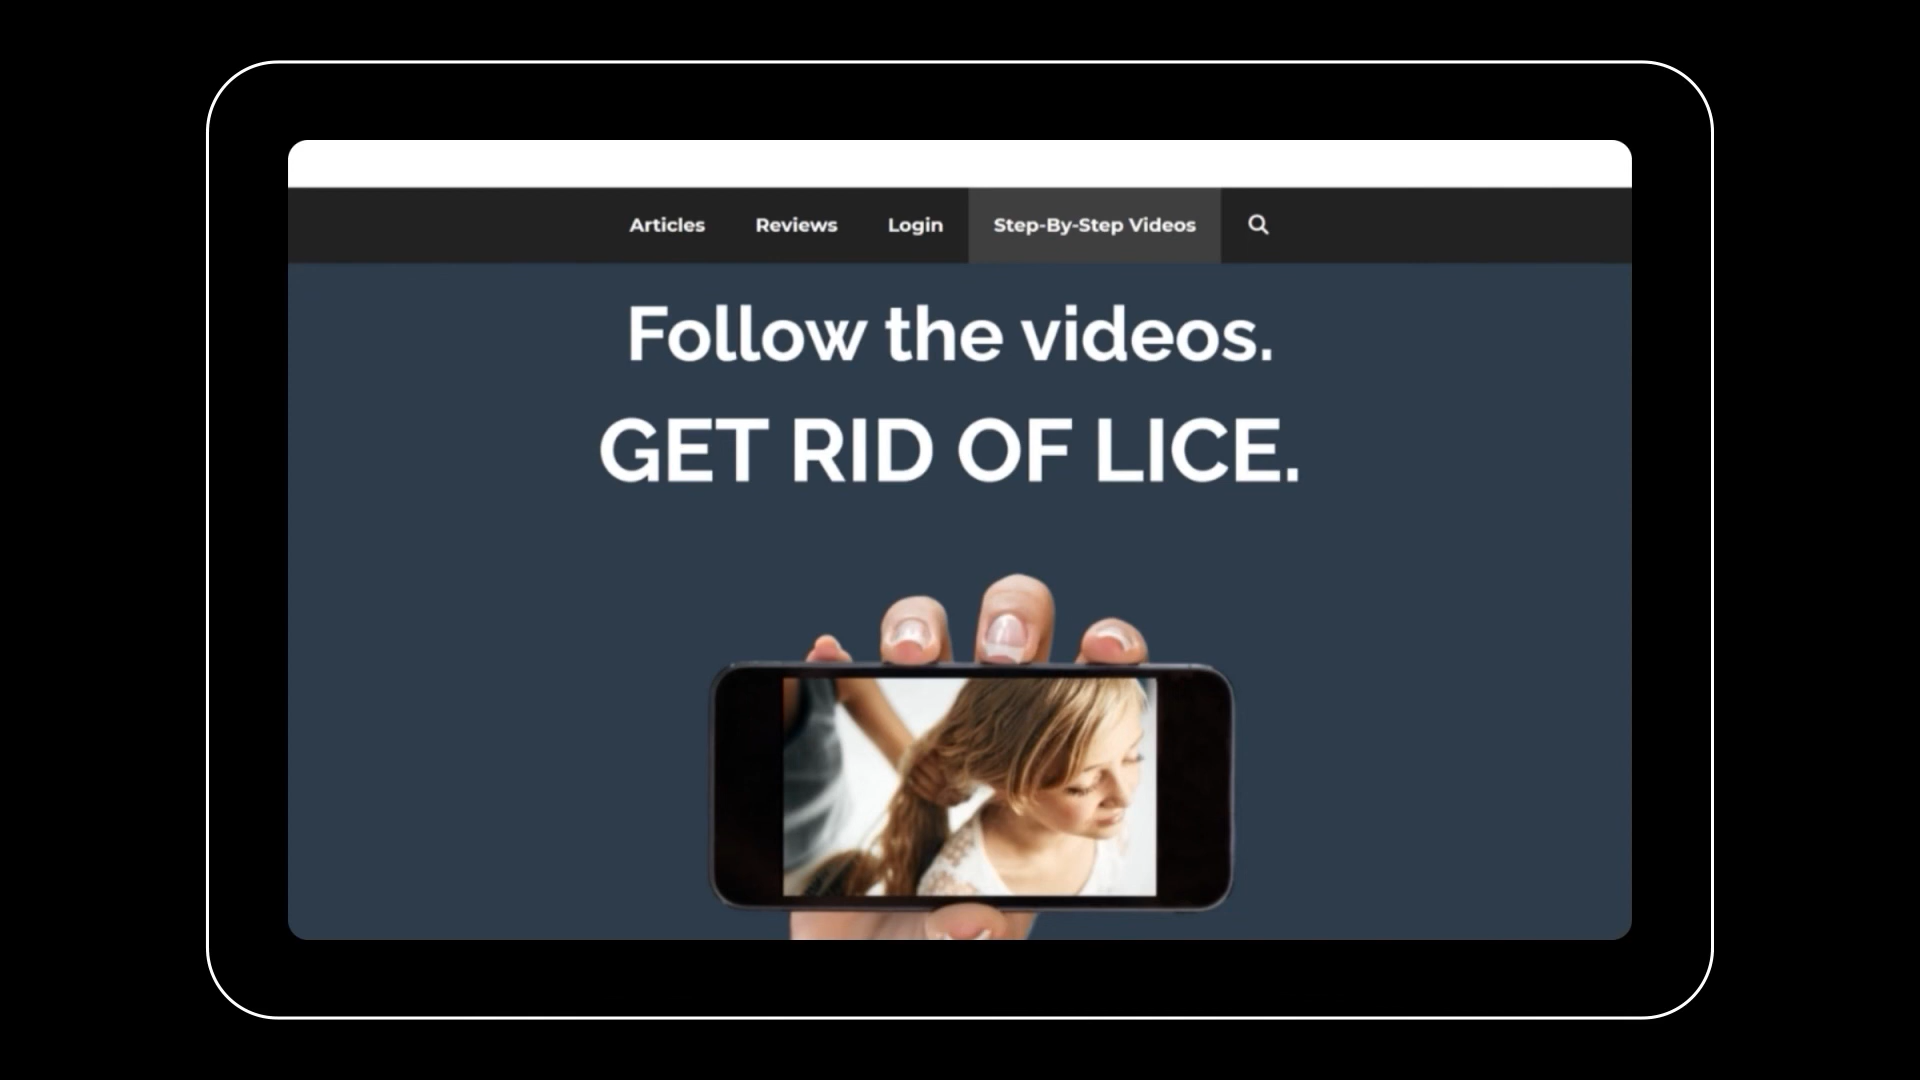 Articles Reviews Login Step-By-Step Videos
Follow the videos.
GET RID OF LICE.